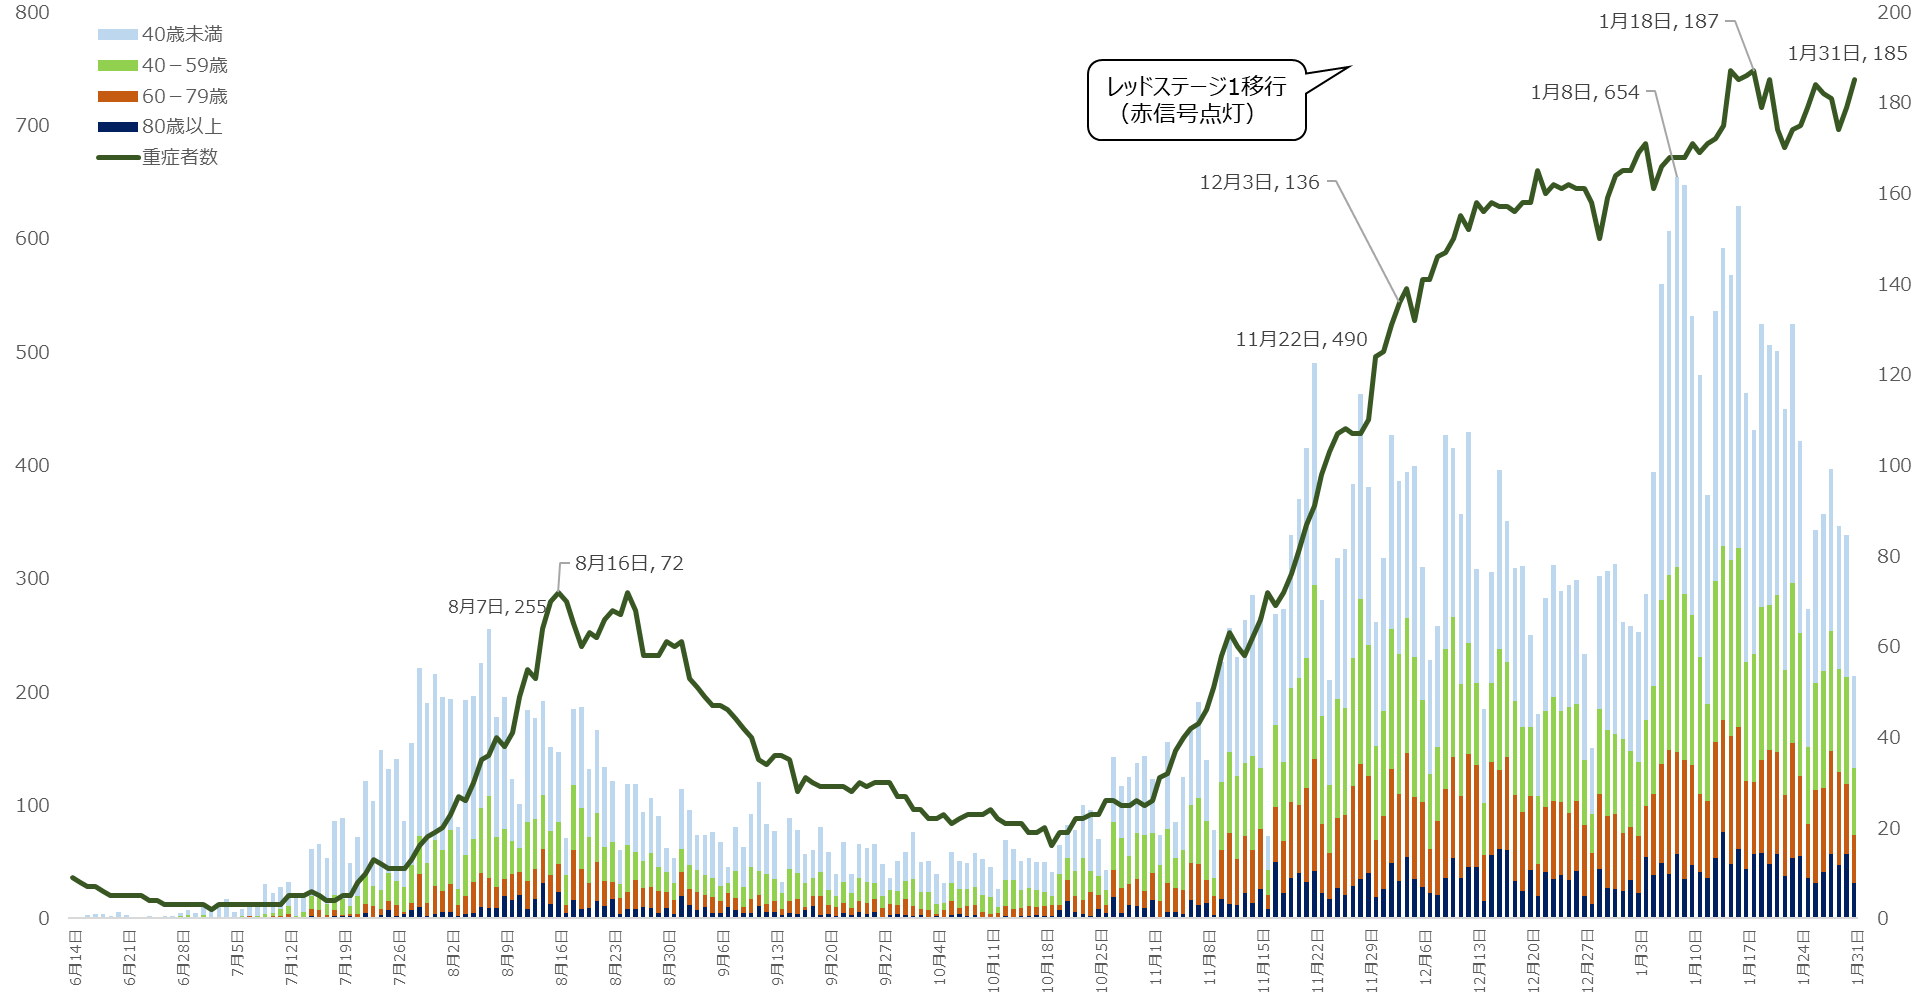 800
700
600
500
400
300
200
100
0
40歳未満
40－59歳
60－79歳
80歳以上
重症者数
レッドステージ1移行
（赤信号点灯）
8月7日, 255
8月16日, 72
11月22日, 490
12月3日, 136
1月8日, 654
1月18日, 187
1月31日, 185
200
180
160
140
120
100
80
60
40
20
0
6月14日
6月21日
6月28日
7月5日
7月12日
7月19日
7月26日
8月2日
8月9日
8月16日
8月23日
8月30日
9月6日
9月13日
9月20日
9月27日
10月4日
10月11日
10月18日
10月25日
11月1日
11月8日
11月15日
11月22日
11月29日
12月6日
12月13日
12月20日
12月27日
1月3日
1月10日
1月17日
1月24日
1月31日